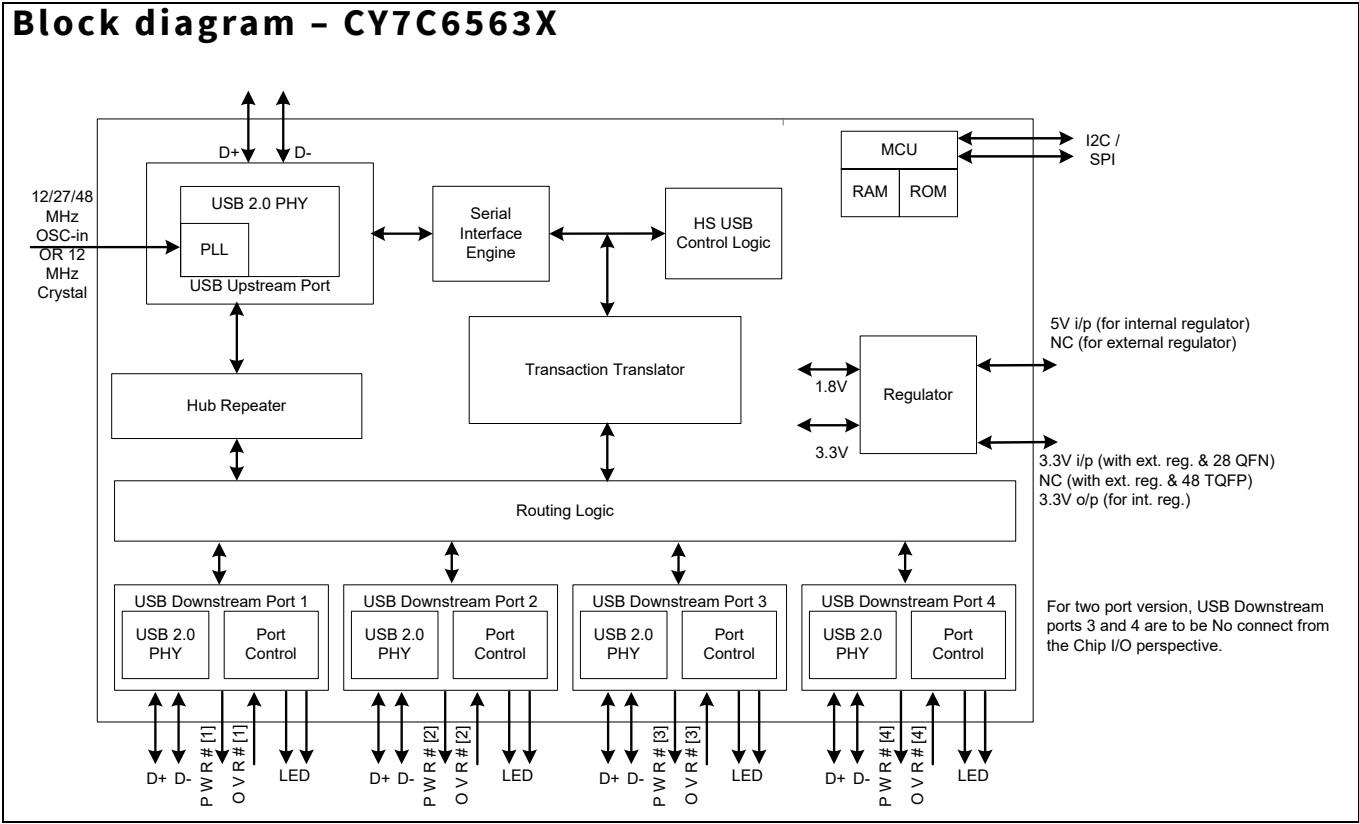 Block diagram – CY7C6563X
D+
D-
12/27/48
MHz
OSC-in
OR 12
MHz
Crystal
USB 2.0 PHY
PLL
USB Upstream Port
Serial
Interface
Engine
HS USB
Control Logic
MCU
RAM
ROM
I2C /
SPI
5V i/p (for internal regulator)
NC (for external regulator)
Hub Repeater
Transaction Translator
1.8V
3.3V
Regulator
3.3V i/p (with ext. reg. & 28 QFN)
NC (with ext. reg. & 48 TQFP)
3.3V o/p (for int. reg.)
Routing Logic
USB Downstream Port 1
USB 2.0
PHY
Port
Control
USB Downstream Port 2
USB 2.0
PHY
Port
Control
USB Downstream Port 3
USB 2.0
PHY
Port
Control
USB Downstream Port 4
USB 2.0
PHY
Port
Control
For two port version, USB Downstream
ports 3 and 4 are to be No connect from
the Chip I/O perspective.
D+
D-
PWR#[1]
OVR#[1]
LED
D+
D-
PWR#[2]
OVR#[2]
LED
D+
D-
PWR#[3]
OVR#[3]
LED
D+
D-
PWR#[4]
OVR#[4]
LED